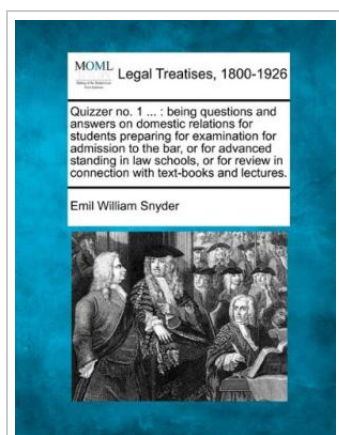 MOML
Legal Treatises, 1800-1926
Quizzer no. 1 ... : being questions and
answers on domestic relations for
students preparing for examination for
admission to the bar, or for advanced
standing in law schools, or for review in
connection with text-books and lectures.
Emil William Snyder